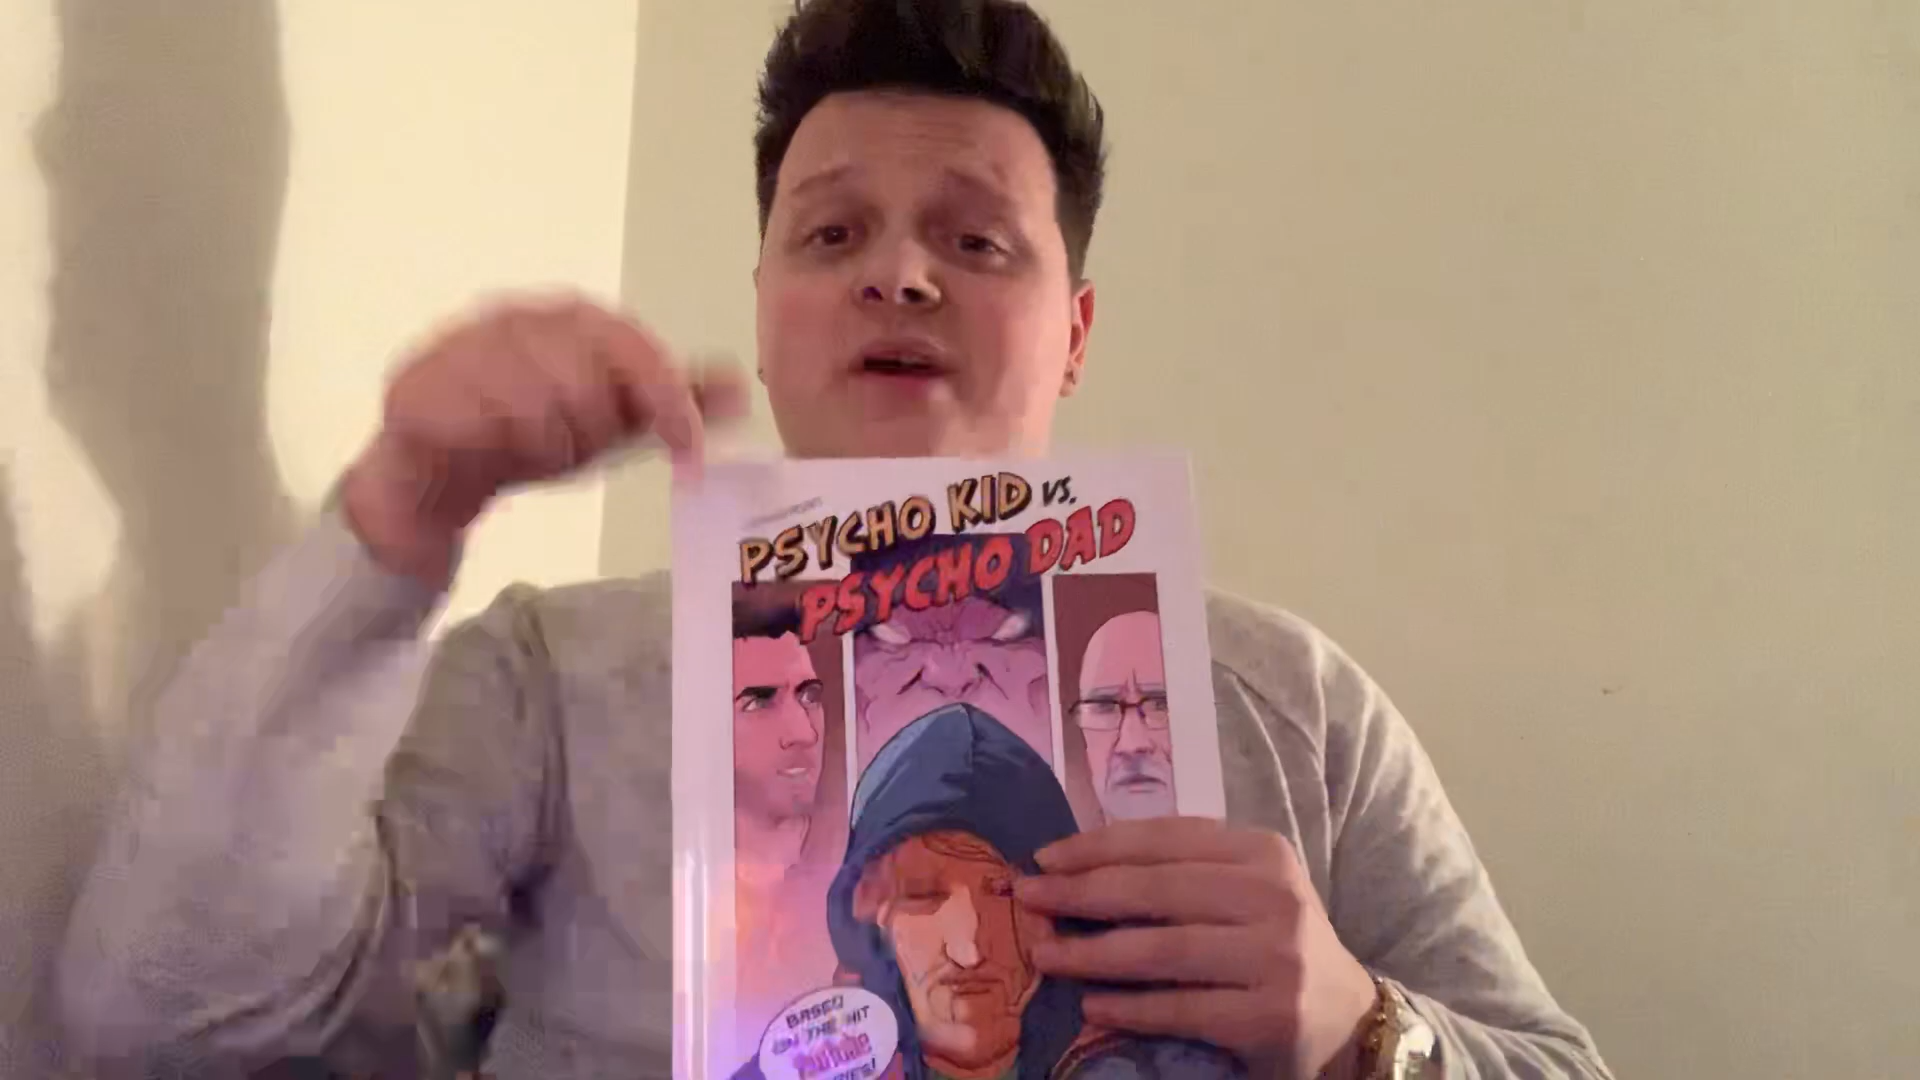 PSYCHO KID VS.
PSYCHO DAD
BASED
ON THE HIT
YouTube